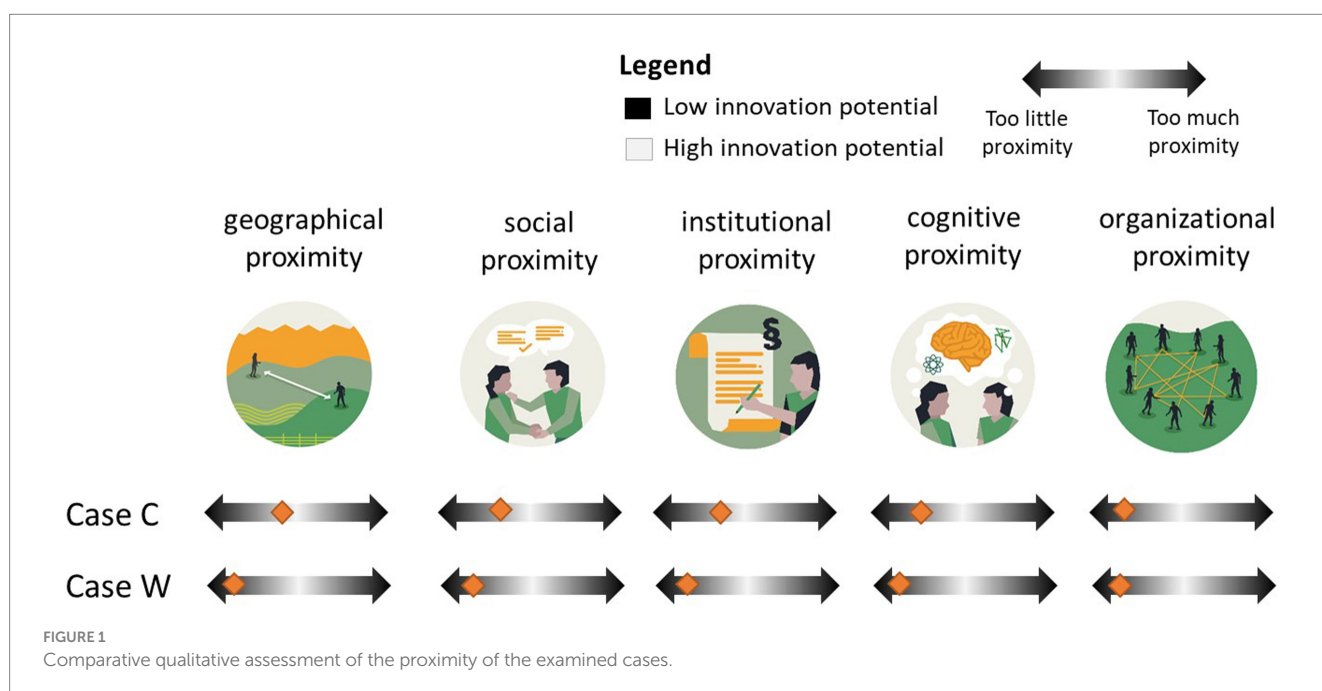 Legend
Low innovation potential
High innovation potential
Too little
proximity
Too much
proximity
geographical
proximity
social
proximity
institutional
proximity
cognitive
proximity
organizational
proximity
§
Case C
Case W
FIGURE 1
Comparative qualitative assessment of the proximity of the examined cases.